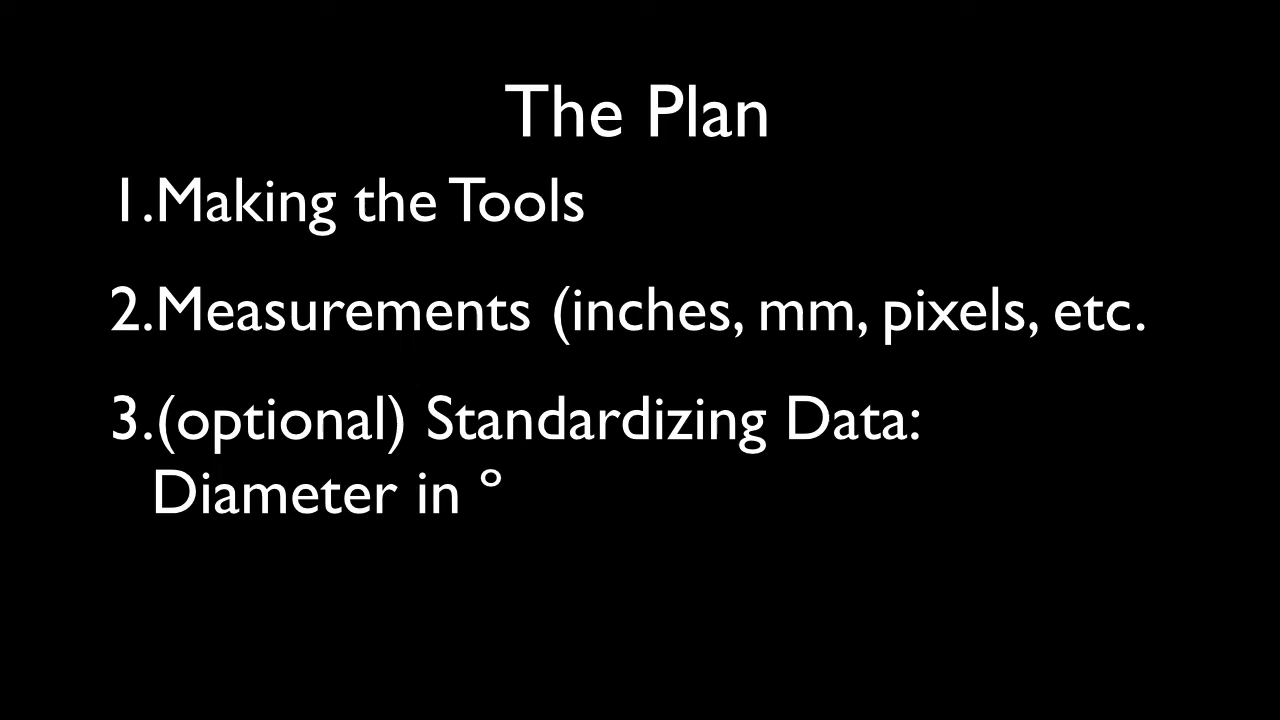 The Plan
1.Making the Tools
2.Measurements (inches, mm, pixels, etc.
3.(optional) Standardizing Data:
Diameter in º